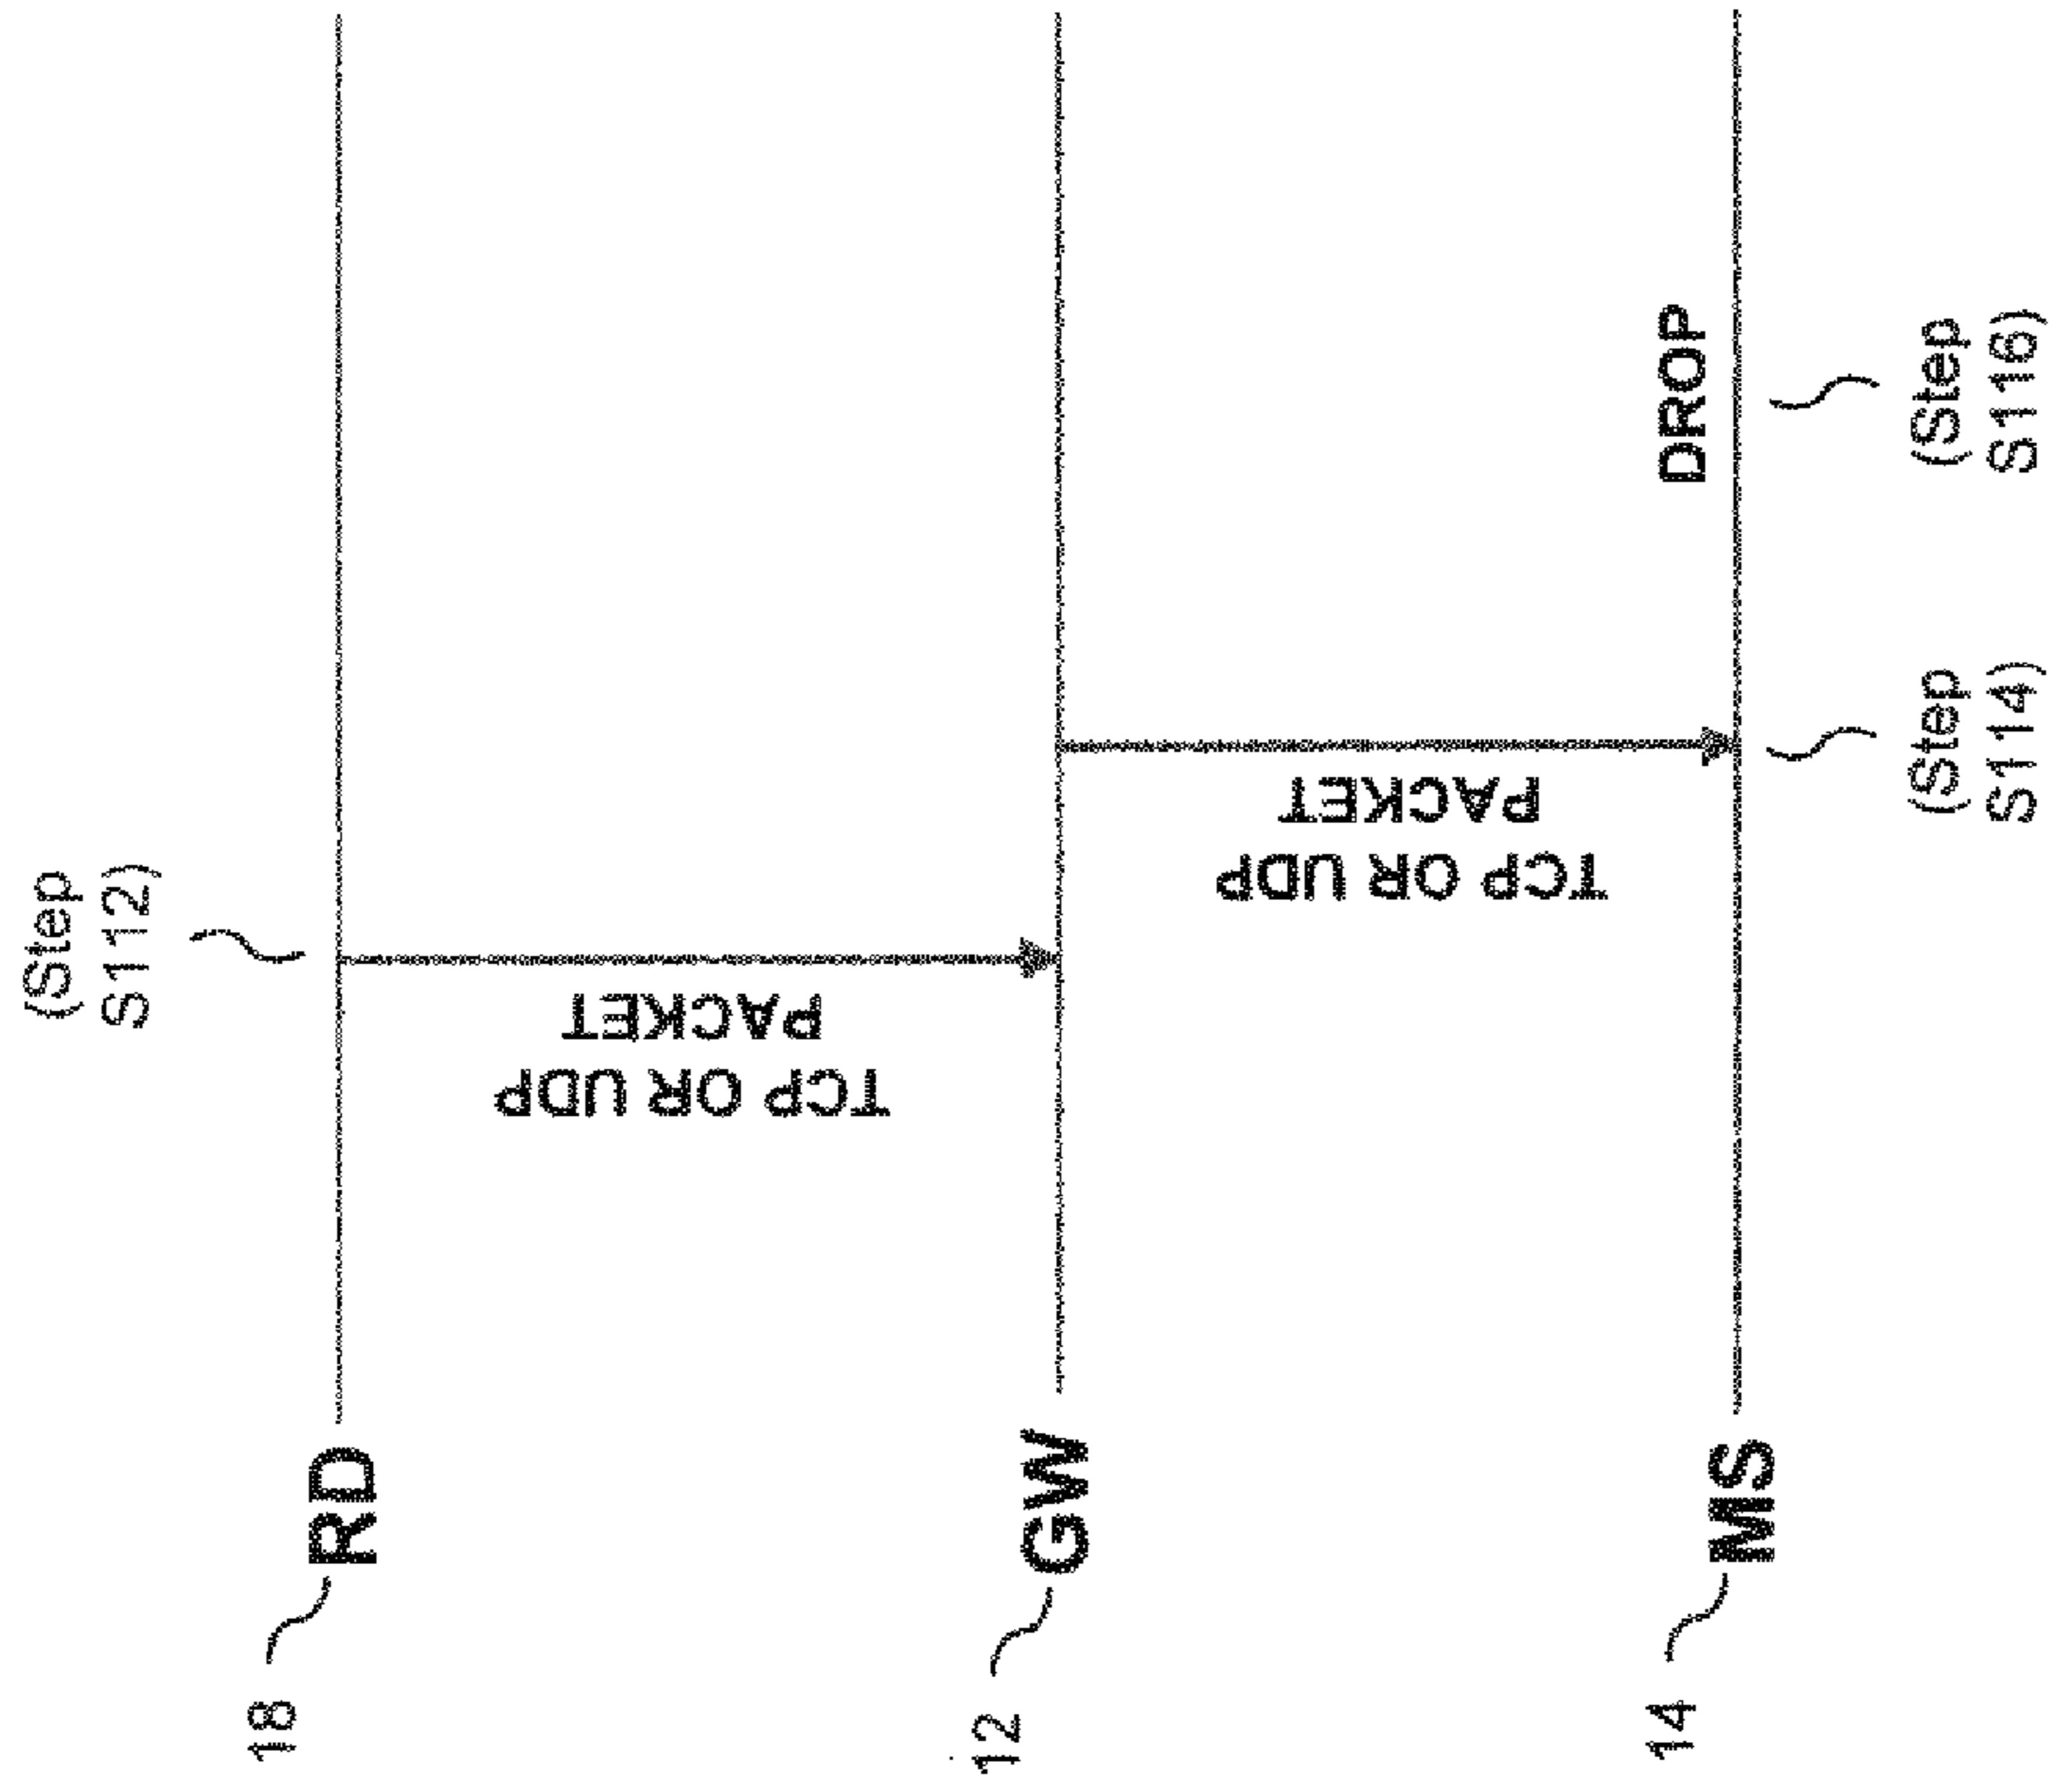 18
RD
(Step
S112)
TCP OR UDP
PACKET
12
GW
TCP OR UDP
PACKET
14
MS
(Step
S114)
DROP
(Step
S116)